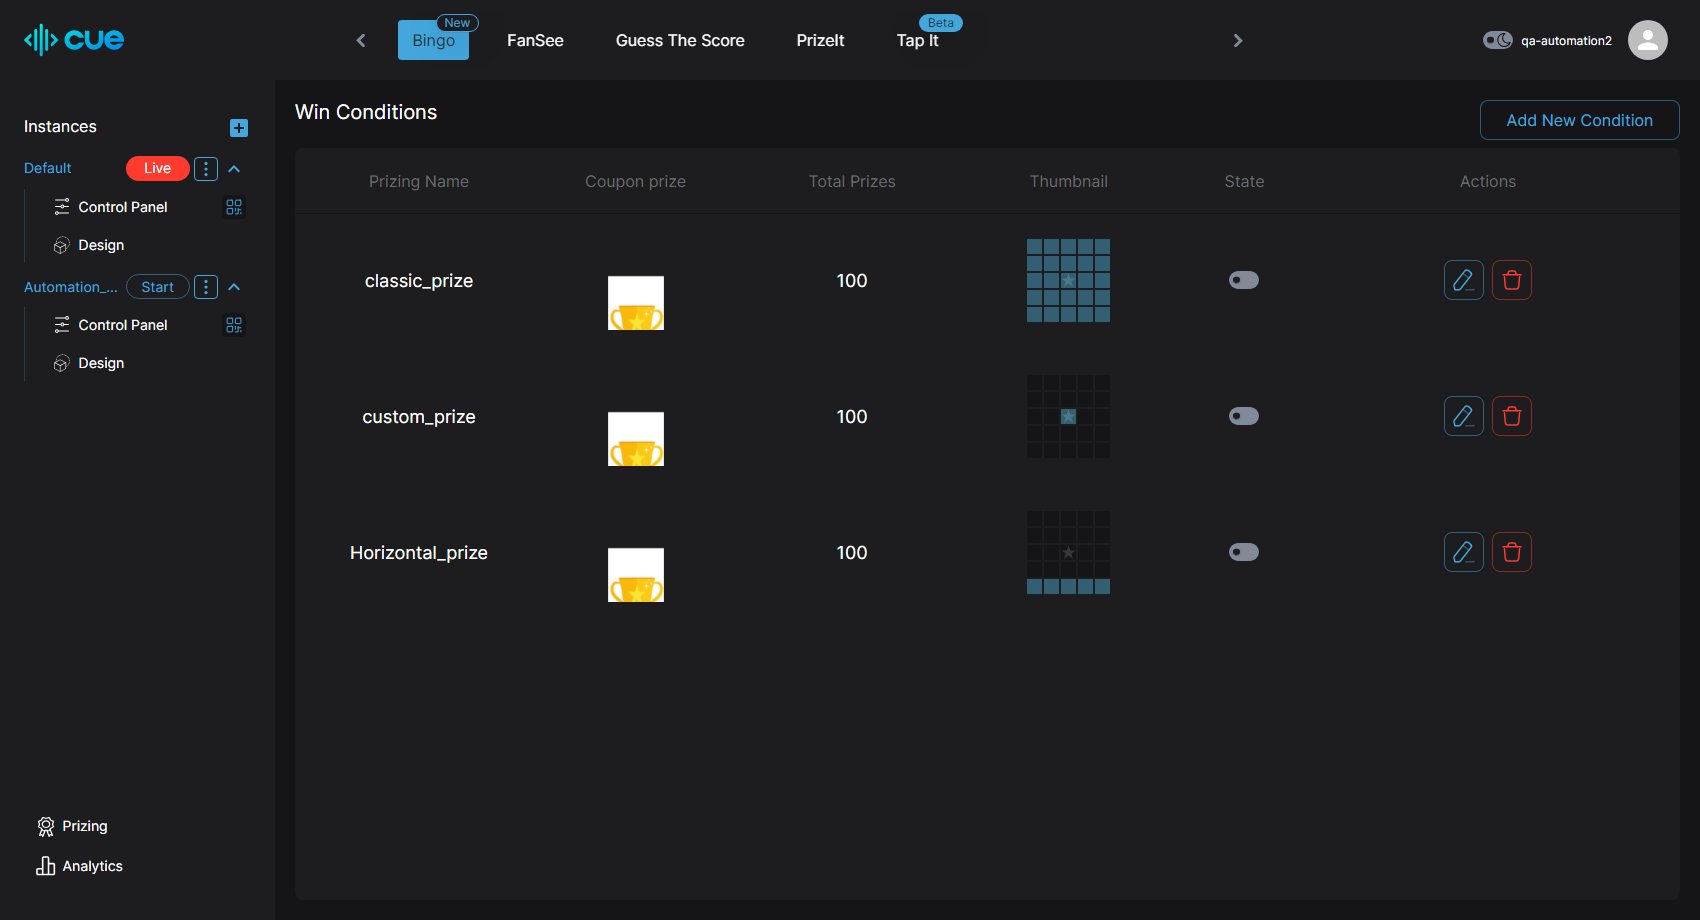 cue
Bingo
New
FanSee
Guess The Score
PrizeIt
Tap It
Beta
qa-automation2
Instances
Default
Live
Control Panel
Design
Automation_...
Start
Control Panel
Design
Prizing
Analytics
Win Conditions
Add New Condition
Prizing Name Coupon prize Total Prizes Thumbnail State Actions
classic_prize 100
custom_prize 100
Horizontal_prize 100